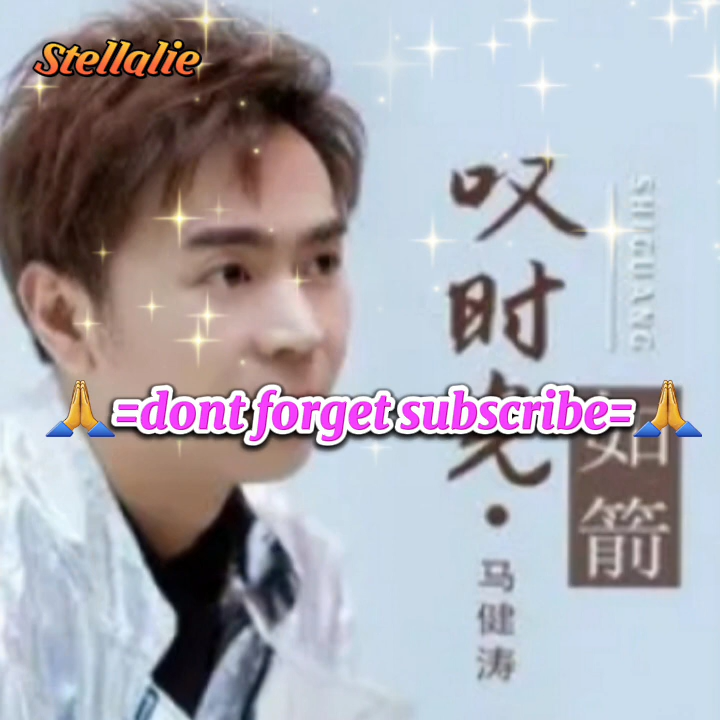 Stellalie
叹时光
SHIGUANG
🙏=dont forget subscribe=🙏
如箭
•
马健涛